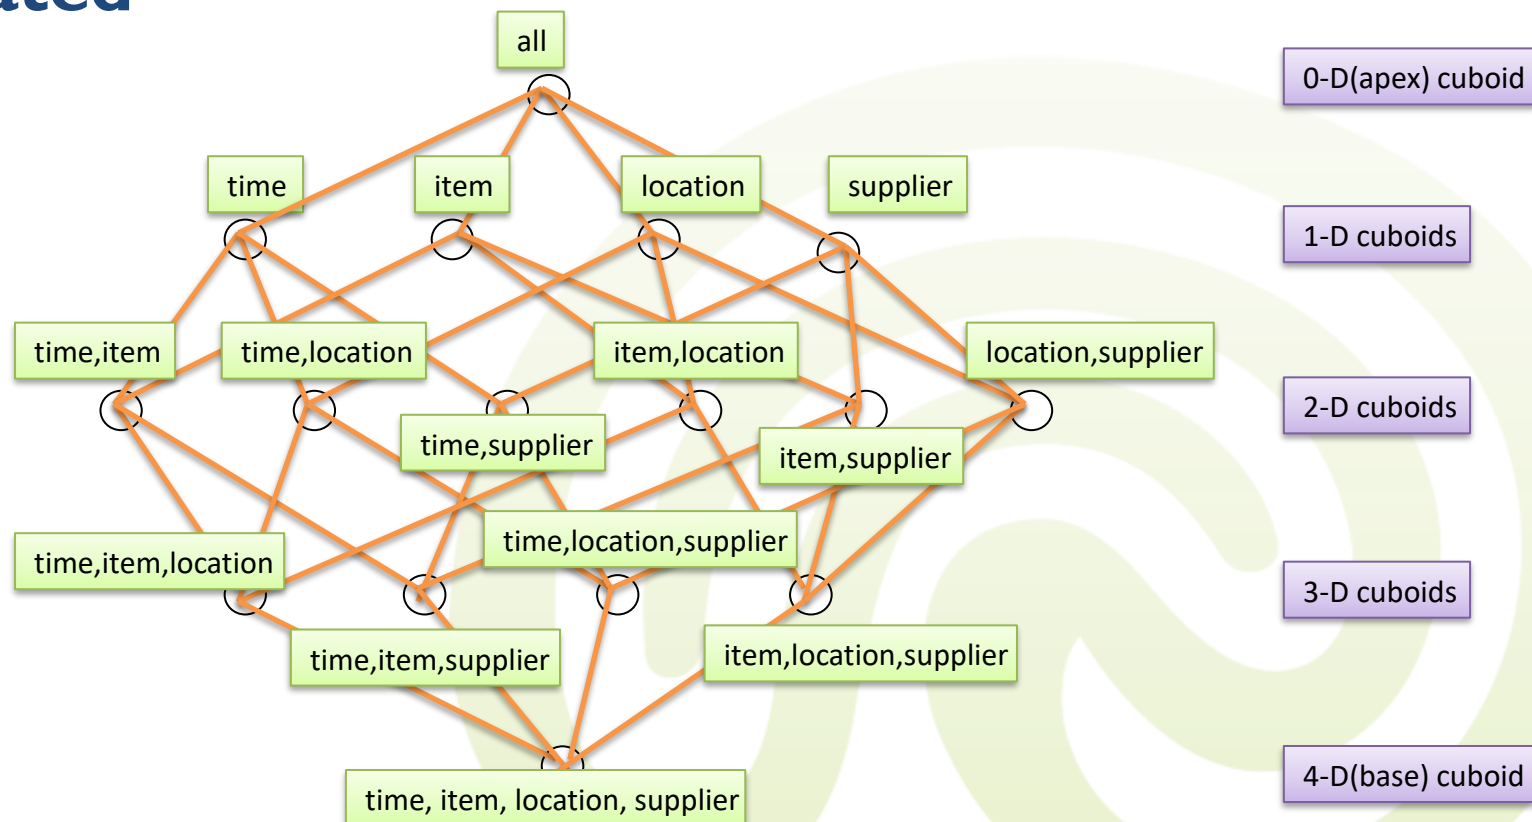 all
0-D(apex) cuboid
time
item
location
supplier
1-D cuboids
time,item
time,location
item,location
location,supplier
2-D cuboids
time,supplier
item,supplier
time,location,supplier
time,item,location
3-D cuboids
time,item,supplier
item,location,supplier
4-D(base) cuboid
time, item, location, supplier